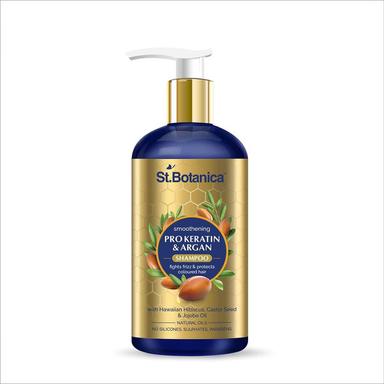 St.Botanica
smoothening
PRO KERATIN
& ARGAN
SHAMPOO
fights frizz & protects
coloured hair
with Hawaiian Hibiscus, Castor Seed
& Jojoba Oil
NATURAL OILS
NO SILICONES, SULPHATES, PARABENS